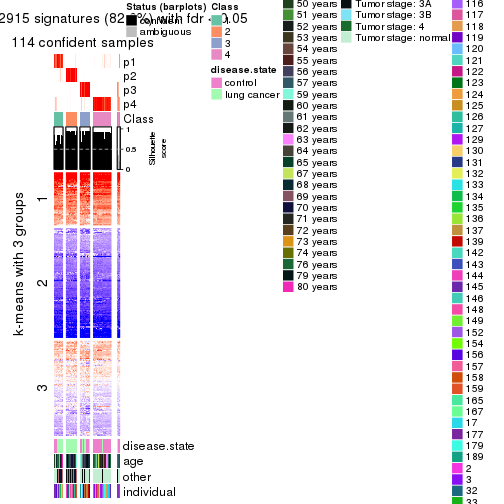 2915 signatures
114 confident samples
p1
p2
p3
p4
Class
1
0.5
0
Silhouette
score
k-means with 3 groups
1
2
3
disease.state
age
other
individual
Status (barplots)
confident
ambiguous
disease.state
control
lung cancer
Class
1
2
3
4
50 years
51 years
52 years
53 years
54 years
55 years
56 years
57 years
59 years
60 years
61 years
62 years
63 years
64 years
65 years
67 years
68 years
69 years
70 years
71 years
72 years
73 years
74 years
76 years
79 years
80 years
Tumor stage: 3A
Tumor stage: 3B
Tumor stage: 4
Tumor stage: normal
116
117
118
119
120
121
122
123
124
125
126
127
129
130
131
132
133
134
135
136
137
139
142
143
144
145
146
148
149
152
154
156
157
158
159
165
167
17
177
179
189
2
3
32
33